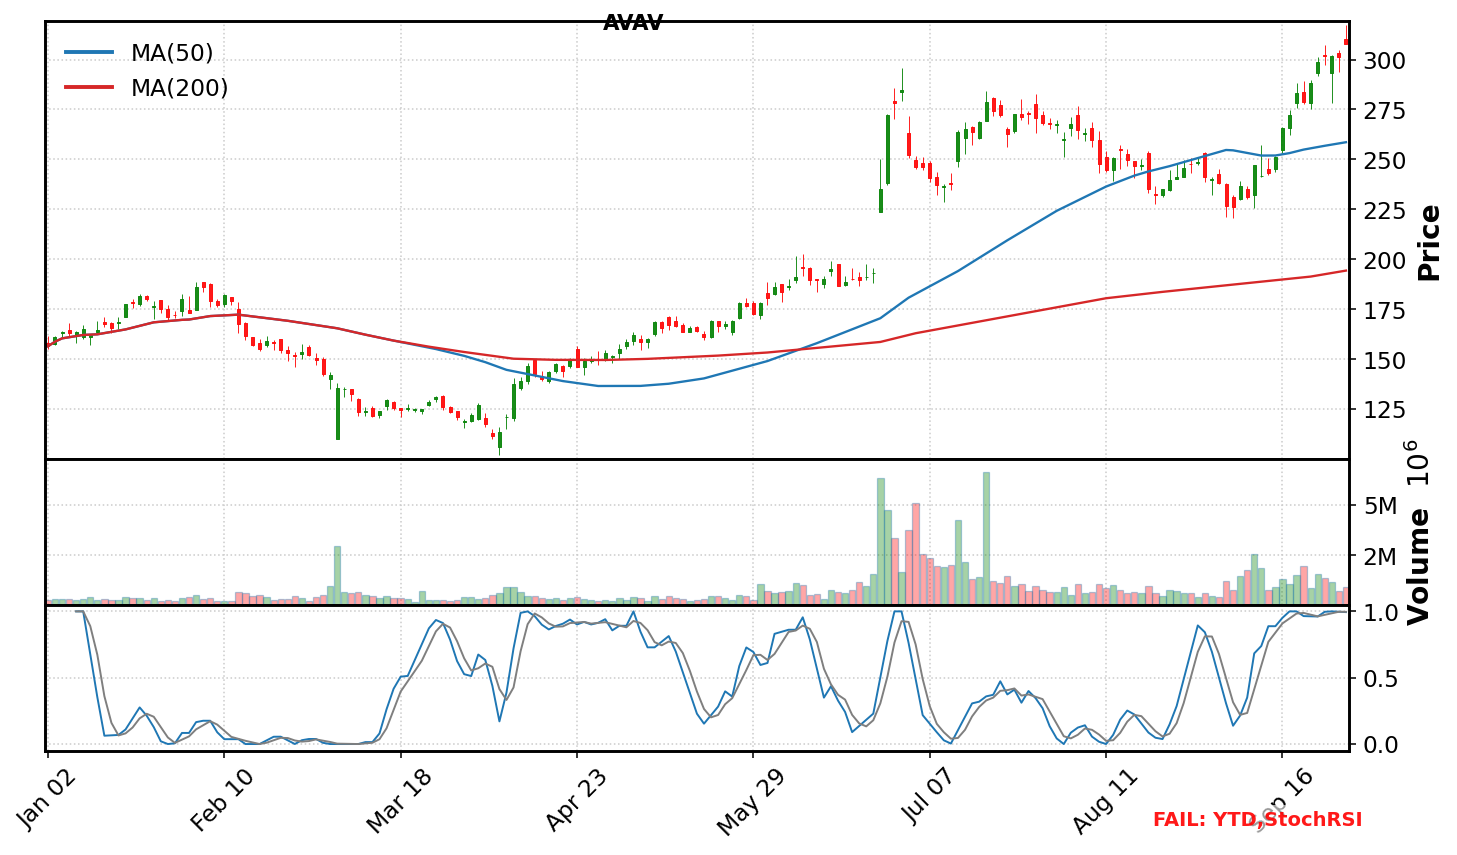 AVAV
MA(50)
MA(200)
300
275
250
225
200
175
150
125
Price
5M
2M
Volume 10⁶
1.0
0.5
0.0
Jan 02
Feb 10
Mar 18
Apr 23
May 29
Jul 07
Aug 11
Sep 16
FAIL: YTD,StochRSI